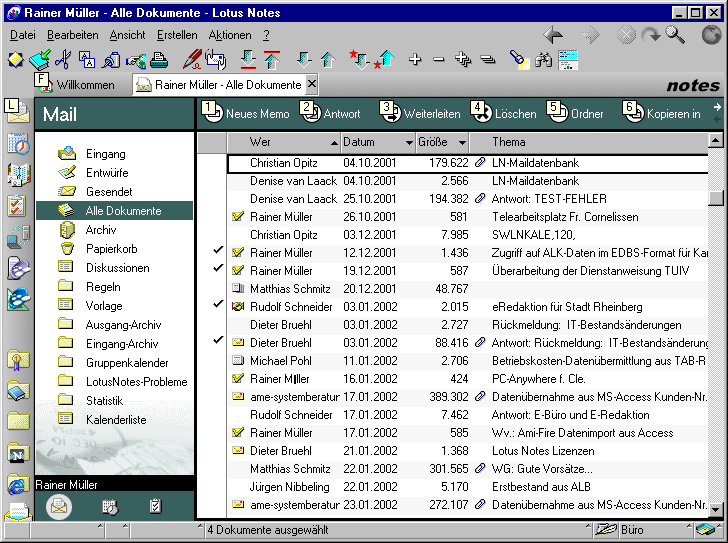 Rainer Müller - Alle Dokumente - Lotus Notes
Datei Bearbeiten Ansicht Erstellen Aktionen ?
F Willkommen Rainer Müller - Alle Dokumente notes
L
Mail
1 Neues Memo 2 Antwort 3 Weiterleiten 4 Löschen 5 Ordner 6 Kopieren in
Eingang
Entwürfe
Gesendet
Alle Dokumente
Archiv
Papierkorb
Diskussionen
Regeln
Vorlage
Ausgang-Archiv
Eingang-Archiv
Gruppenkalender
LotusNotes-Probleme
Statistik
Kalenderliste
Rainer Müller
Wer Datum Größe Thema
Christian Opitz 04.10.2001 179.622 LN-Maildatenbank
Denise van Laack 04.10.2001 2.566 LN-Maildatenbank
Denise van Laack 25.10.2001 194.382 Antwort: TEST-FEHLER
Rainer Müller 26.10.2001 581 Telearbeitsplatz Fr. Cornelissen
Christian Opitz 03.12.2001 7.985 SWLNKALE,120,
Rainer Müller 12.12.2001 1.436 Zugriff auf ALK-Daten im EDBS-Format für Kar
Rainer Müller 19.12.2001 587 Überarbeitung der Dienstanweisung TUIV
Matthias Schmitz 20.12.2001 48.767
Rudolf Schneider 03.01.2002 2.015 eRedaktion für Stadt Rheinberg
Dieter Bruehl 03.01.2002 2.727 Rückmeldung: IT-Bestandsänderungen
Dieter Bruehl 03.01.2002 88.416 Antwort: Rückmeldung: IT-Bestandsänderungen
Michael Pohl 11.01.2002 2.706 Betriebskosten-Datenübermittlung aus TAB-R
Rainer Müller 16.01.2002 424 PC-Anywhere f. Cle.
ame-systemberatur 17.01.2002 389.302 Datenübernahme aus MS-Access Kunden-Nr.
Rudolf Schneider 17.01.2002 7.462 Antwort: E-Büro und E-Redaktion
Rainer Müller 17.01.2002 585 Wv.: Ami-Fire Datenimport aus Access
Dieter Bruehl 21.01.2002 1.368 Lotus Notes Lizenzen
Matthias Schmitz 22.01.2002 301.565 WG: Gute Vorsätze...
Jürgen Nibbeling 22.01.2002 5.170 Erstbestand aus ALB
ame-systemberatur 23.01.2002 272.107 Datenübernahme aus MS-Access Kunden-Nr.
4 Dokumente ausgewählt Büro